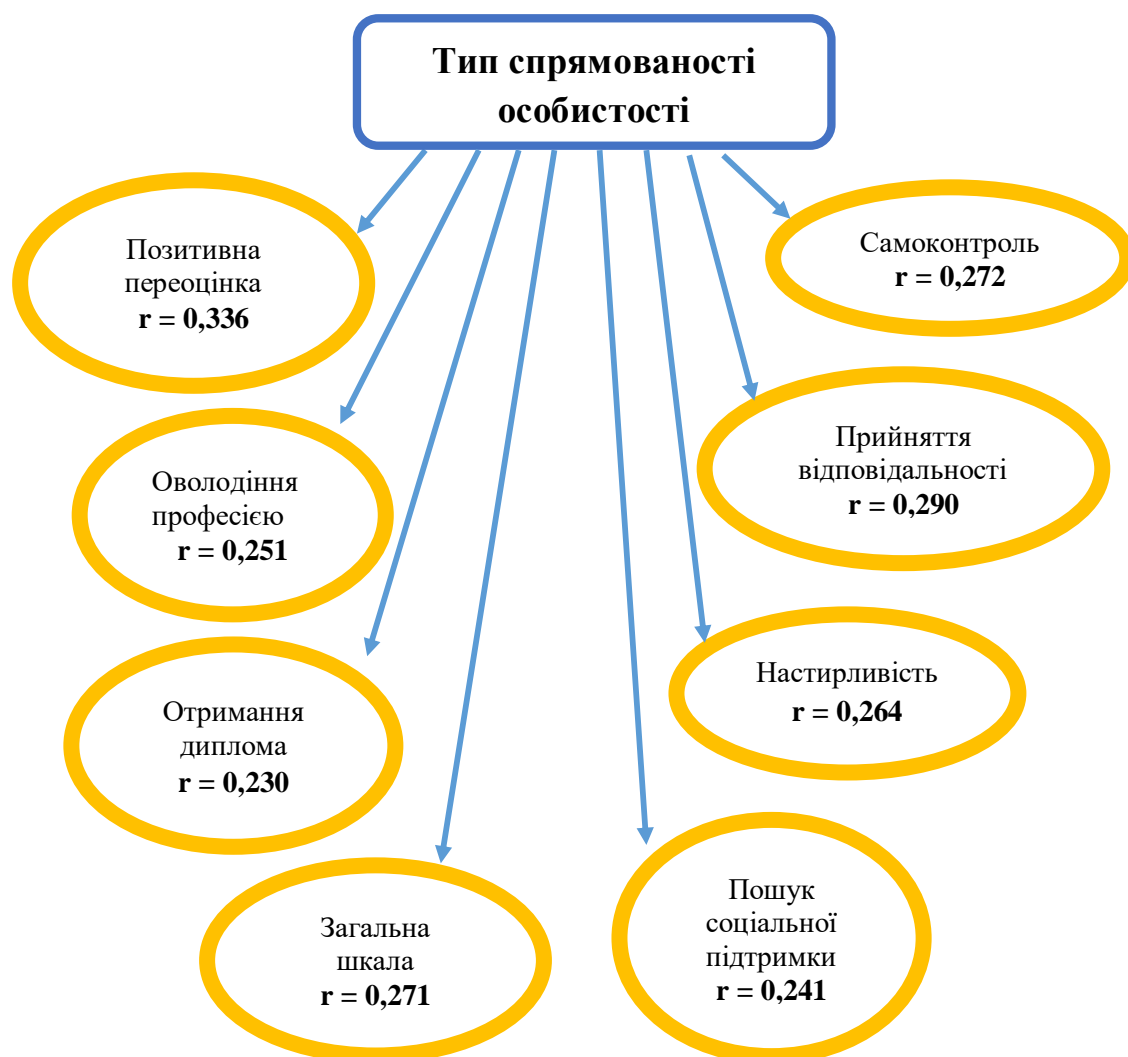 Тип спрямованості
особистості
Позитивна
переоцінка
r = 0,336
Самоконтроль
r = 0,272
Оволодіння
професією
r = 0,251
Прийняття
відповідальності
r = 0,290
Отримання
диплома
r = 0,230
Настирливість
r = 0,264
Загальна
шкала
r = 0,271
Пошук
соціальної
підтримки
r = 0,241